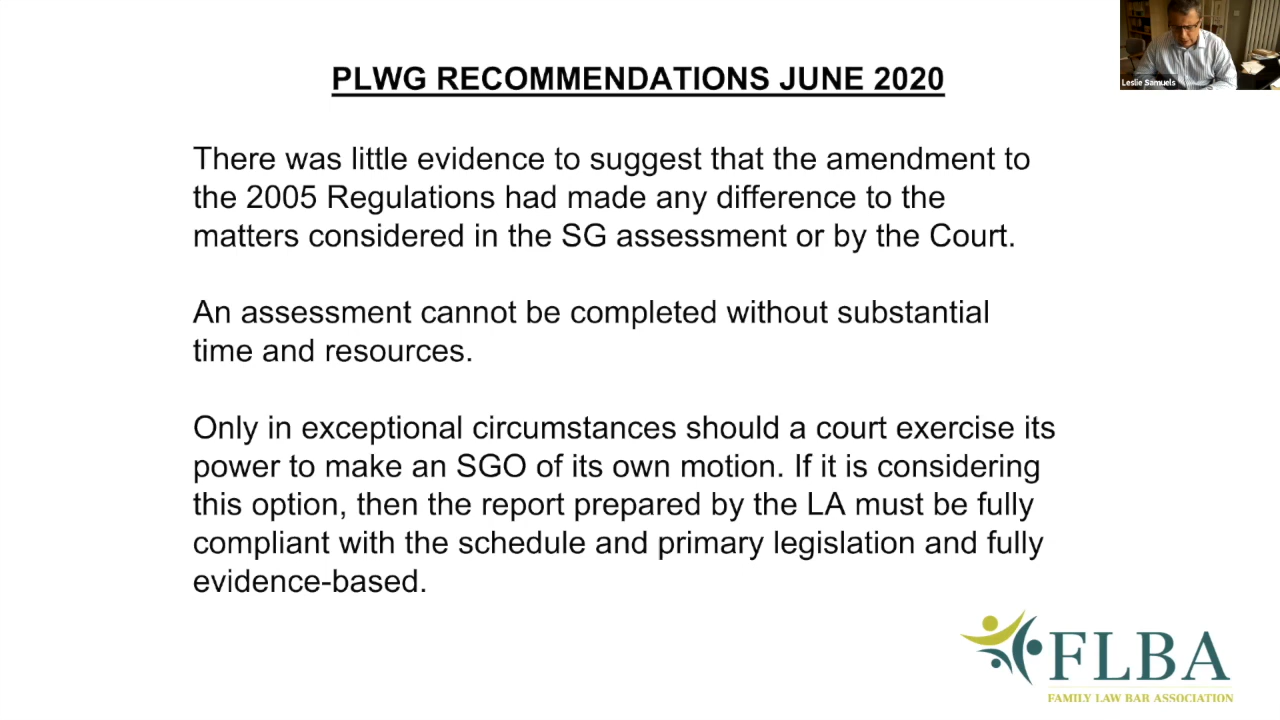 PLWG RECOMMENDATIONS JUNE 2020
Leslie Samuels
There was little evidence to suggest that the amendment to
the 2005 Regulations had made any difference to the
matters considered in the SG assessment or by the Court.
An assessment cannot be completed without substantial
time and resources.
Only in exceptional circumstances should a court exercise its
power to make an SGO of its own motion. If it is considering
this option, then the report prepared by the LA must be fully
compliant with the schedule and primary legislation and fully
evidence-based.
FLBA
FAMILY LAW BAR ASSOCIATION